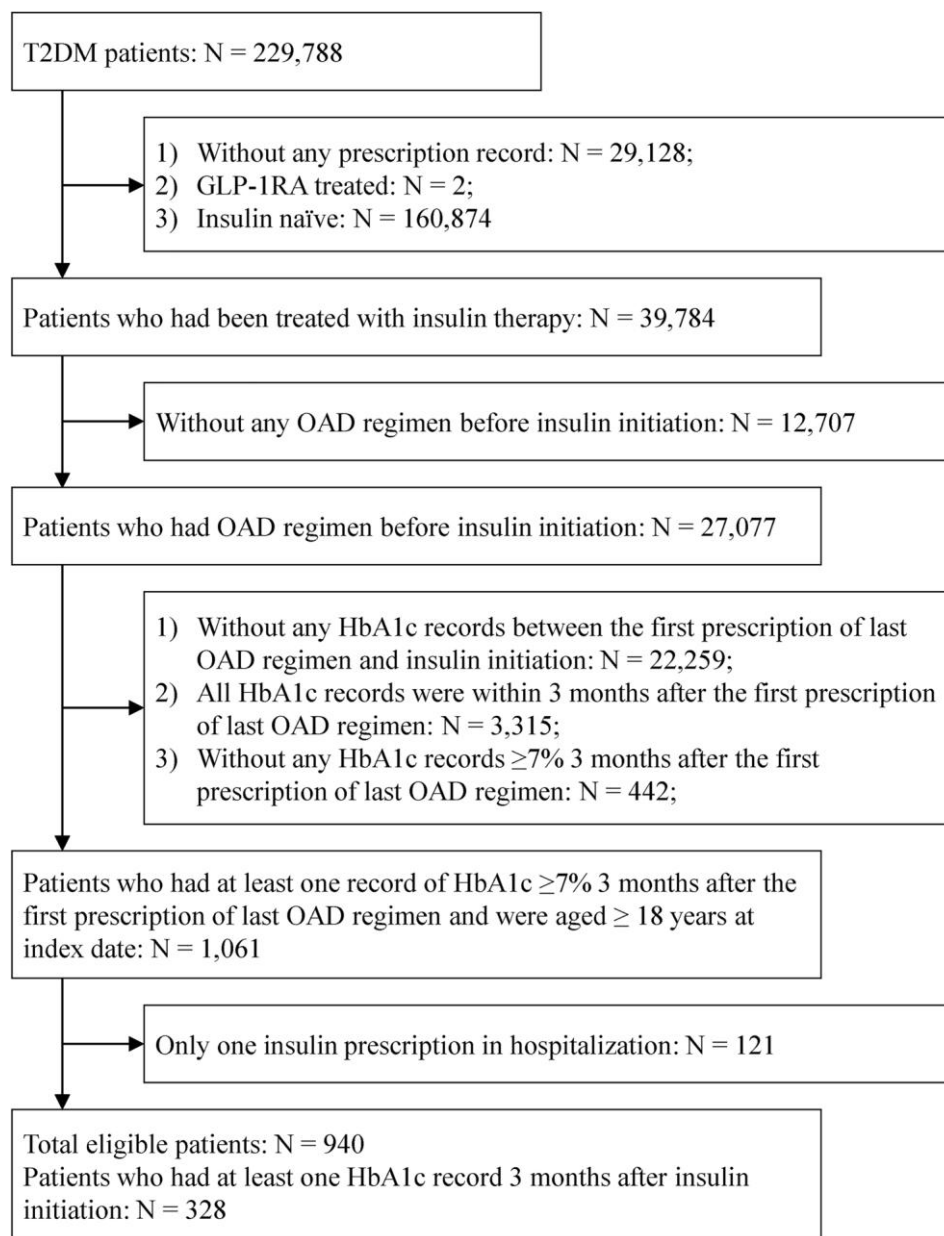 T2DM patients: N = 229,788
1) Without any prescription record: N = 29,128;
2) GLP-1RA treated: N = 2;
3) Insulin naïve: N = 160,874
Patients who had been treated with insulin therapy: N = 39,784
Without any OAD regimen before insulin initiation: N = 12,707
Patients who had OAD regimen before insulin initiation: N = 27,077
1) Without any HbA1c records between the first prescription of last
OAD regimen and insulin initiation: N = 22,259;
2) All HbA1c records were within 3 months after the first prescription
of last OAD regimen: N = 3,315;
3) Without any HbA1c records ≥7% 3 months after the first
prescription of last OAD regimen: N = 442;
Patients who had at least one record of HbA1c ≥7% 3 months after the
first prescription of last OAD regimen and were aged ≥ 18 years at
index date: N = 1,061
Only one insulin prescription in hospitalization: N = 121
Total eligible patients: N = 940
Patients who had at least one HbA1c record 3 months after insulin
initiation: N = 328